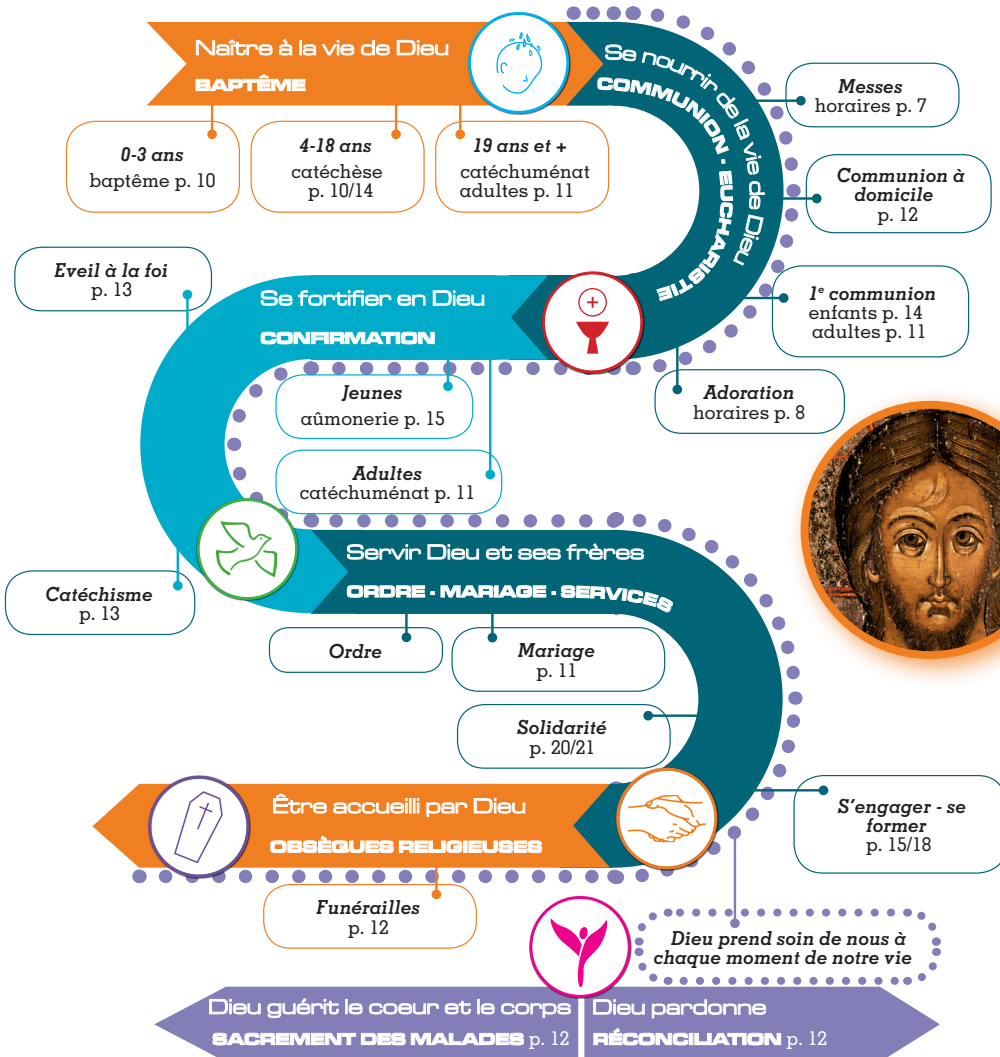 Naître à la vie de Dieu
BAPTÊME
0-3 ans
baptême p. 10
4-18 ans
catéchèse
p. 10/14
19 ans et +
catéchuménat
adultes p. 11
Se nourrir de la vie de Dieu
COMMUNION - EUCHARISTIE
Messes
horaires p. 7
Communion à
domicile
p. 12
1e communion
enfants p. 14
adultes p. 11
Adoration
horaires p. 8
Se fortifier en Dieu
CONFIRMATION
Eveil à la foi
p. 13
Jeunes
aûmonerie p. 15
Adultes
catéchuménat p. 11
Catéchisme
p. 13
Servir Dieu et ses frères
ORDRE - MARIAGE - SERVICES
Ordre
Mariage
p. 11
Solidarité
p. 20/21
S'engager - se
former
p. 15/18
Être accueilli par Dieu
OBSÈQUES RELIGIEUSES
Funérailles
p. 12
Dieu prend soin de nous à
chaque moment de notre vie
Dieu guérit le coeur et le corps
SACREMENT DES MALADES p. 12
Dieu pardonne
RÉCONCILIATION p. 12